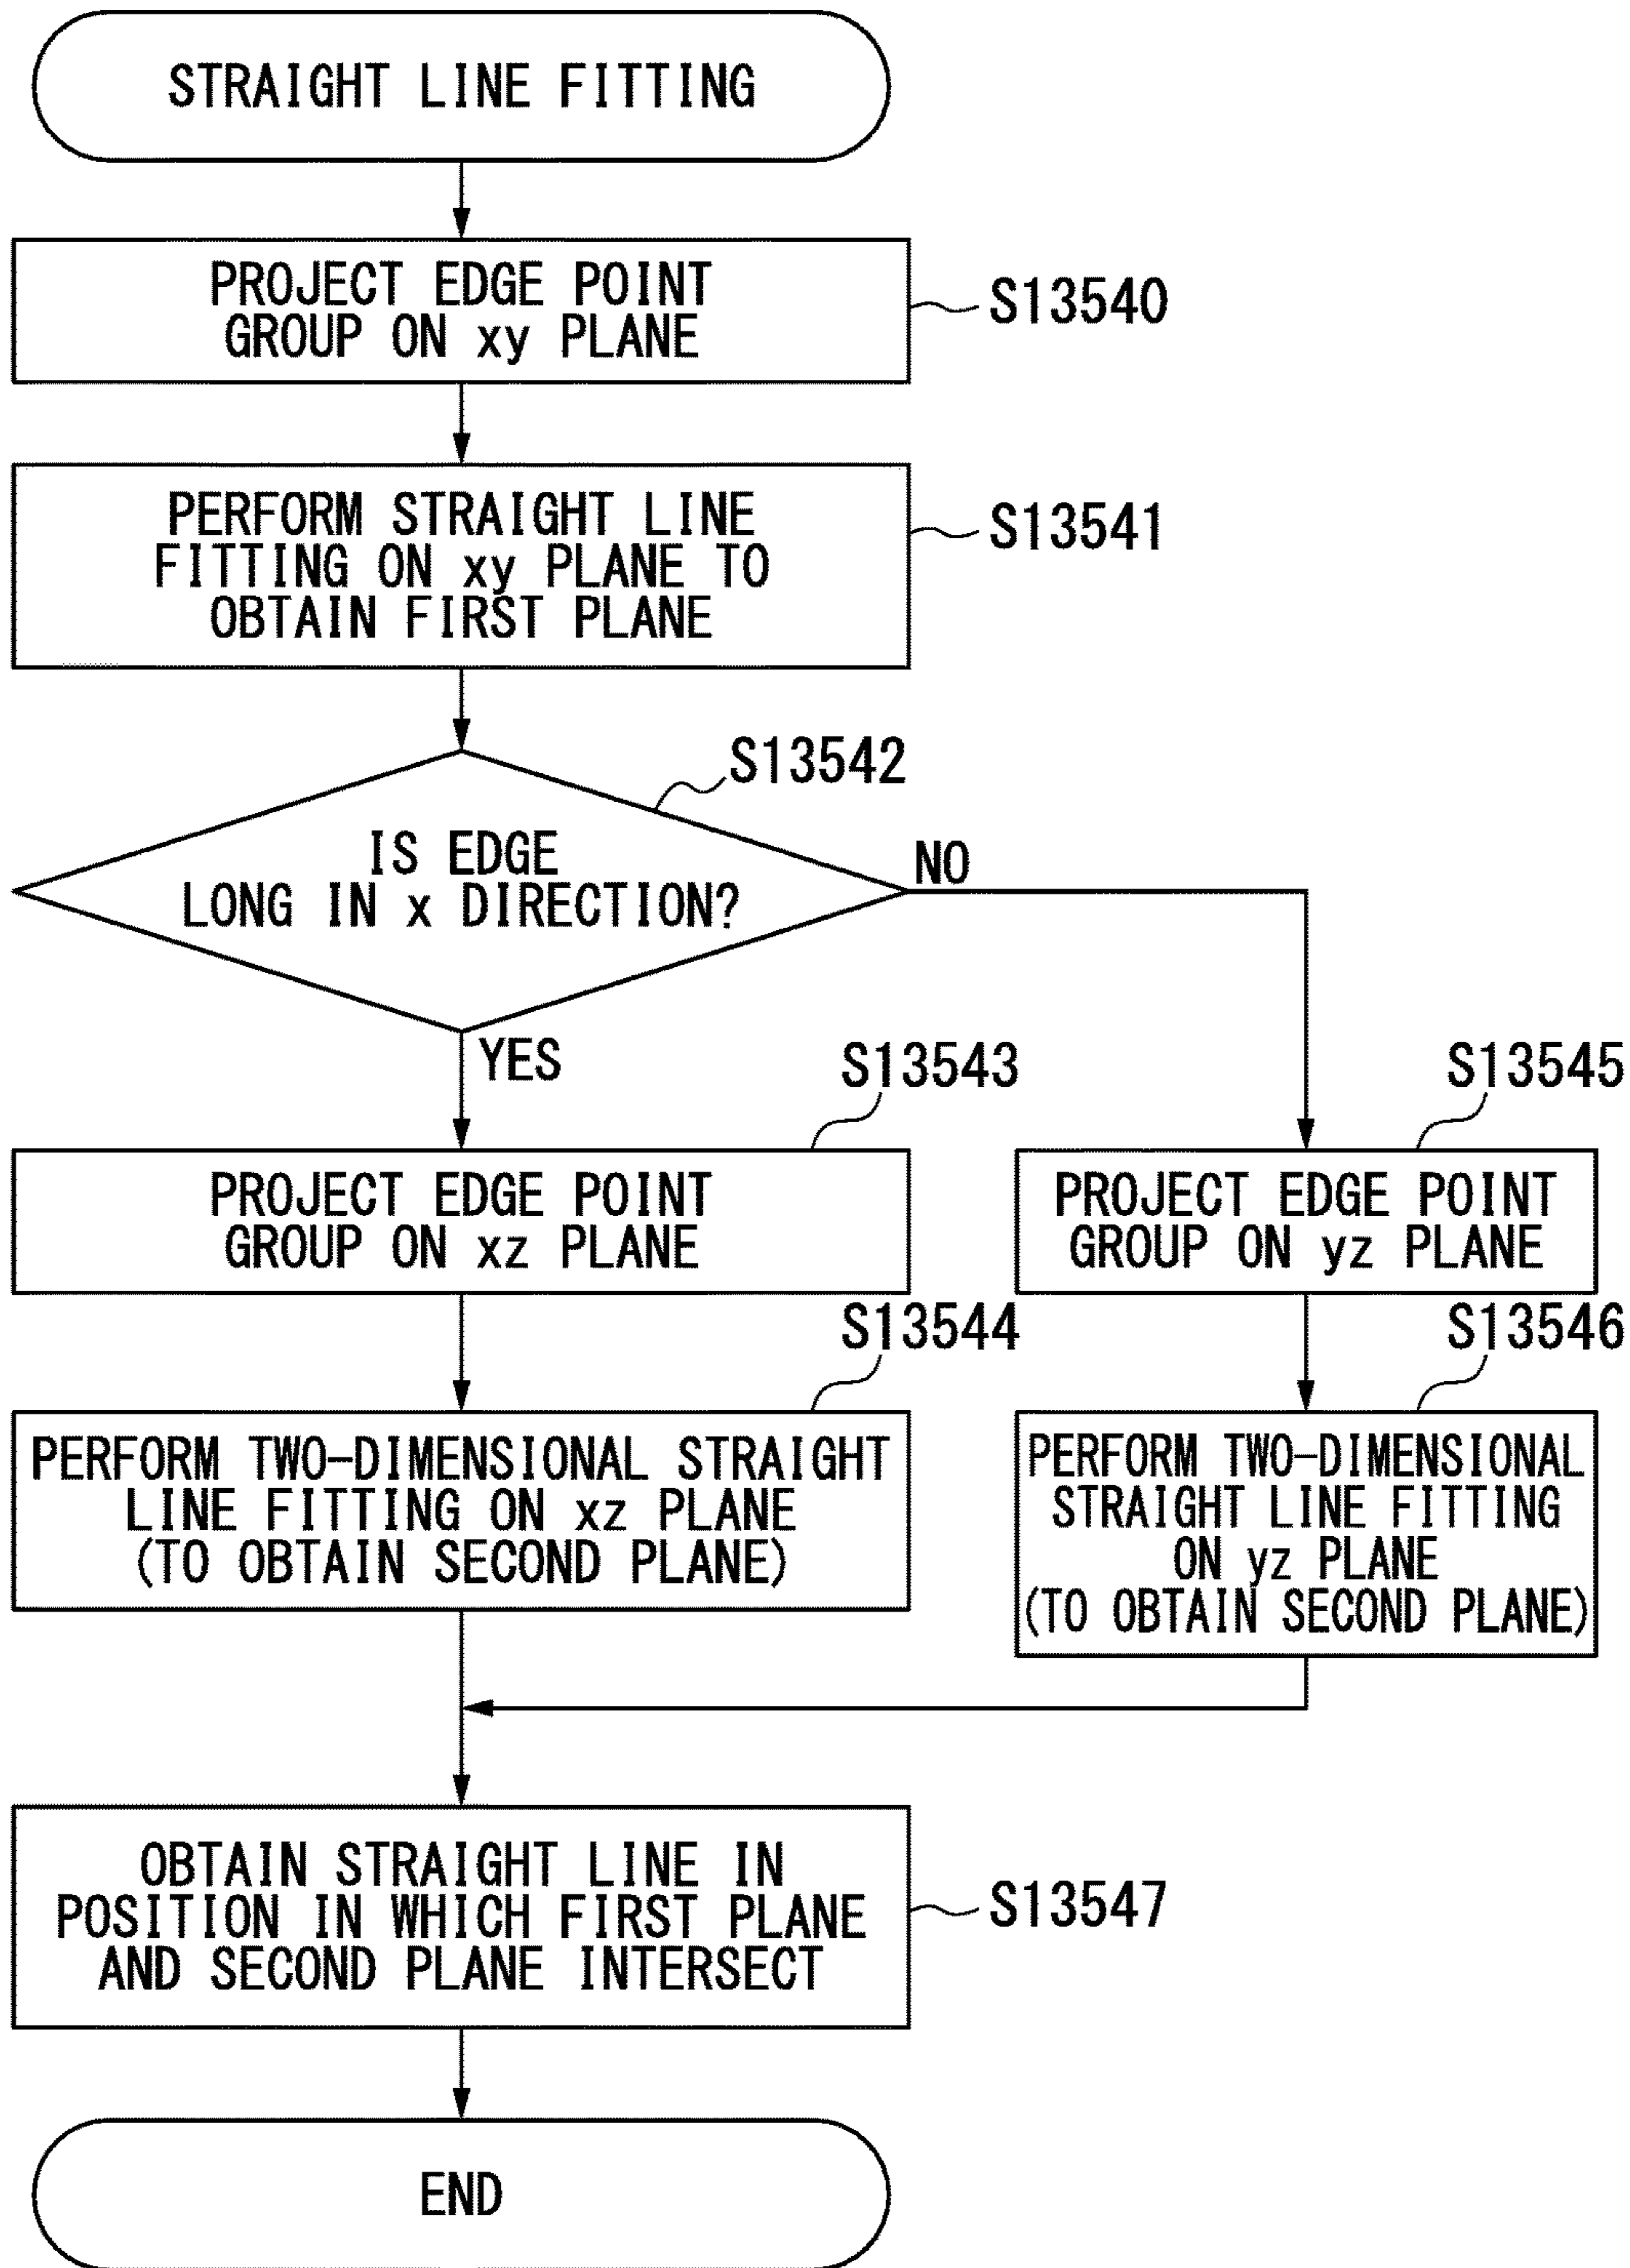 STRAIGHT LINE FITTING
PROJECT EDGE POINT
GROUP ON xy PLANE
S13540
PERFORM STRAIGHT LINE
FITTING ON xy PLANE TO
OBTAIN FIRST PLANE
S13541
S13542
IS EDGE
LONG IN x DIRECTION?
NO
YES
S13543
PROJECT EDGE POINT
GROUP ON xz PLANE
S13545
PROJECT EDGE POINT
GROUP ON yz PLANE
S13544
PERFORM TWO-DIMENSIONAL STRAIGHT
LINE FITTING ON xz PLANE
(TO OBTAIN SECOND PLANE)
S13546
PERFORM TWO-DIMENSIONAL
STRAIGHT LINE FITTING
ON yz PLANE
(TO OBTAIN SECOND PLANE)
OBTAIN STRAIGHT LINE IN
POSITION IN WHICH FIRST PLANE
AND SECOND PLANE INTERSECT
S13547
END